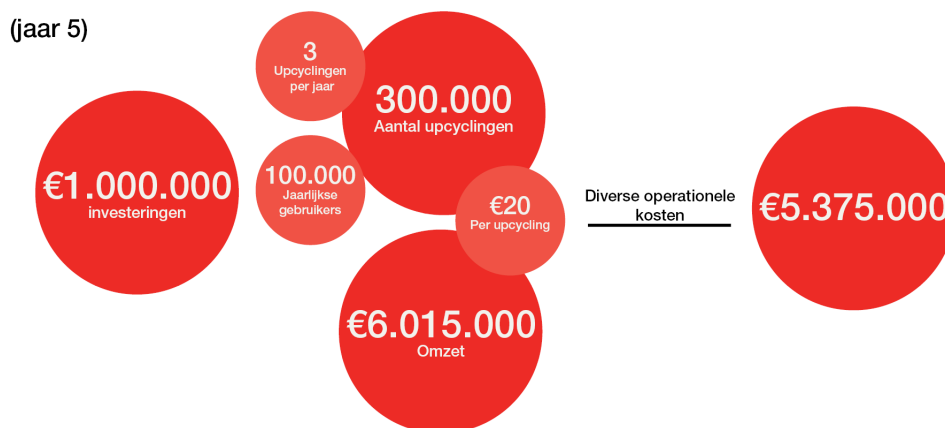 (jaar 5)
3
Upcyclingen
per jaar
300.000
Aantal upcyclingen
€1.000.000
investeringen
100.000
Jaarlijkse
gebruikers
€20
Per upcycling
Diverse operationele
kosten
€5.375.000
€6.015.000
Omzet